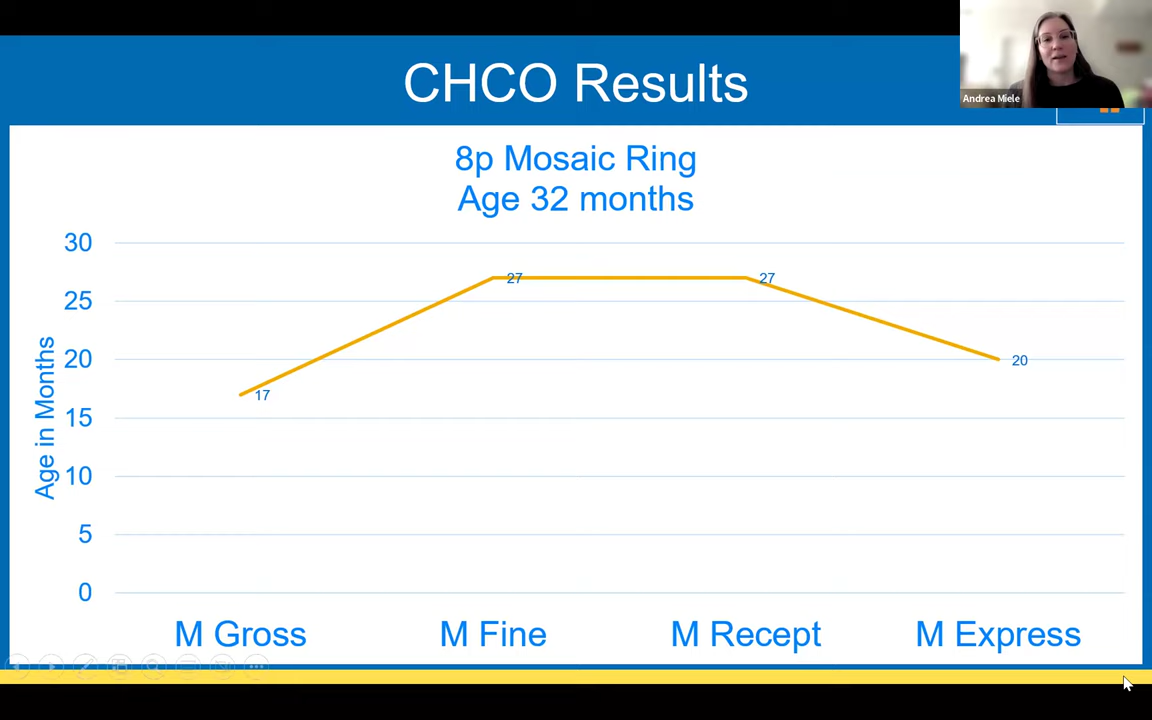 CHCO Results
Andrea Miele
8p Mosaic Ring
Age 32 months
Age in Months
30
25
20
15
10
5
0
17
27
27
20
M Gross
M Fine
M Recept
M Express